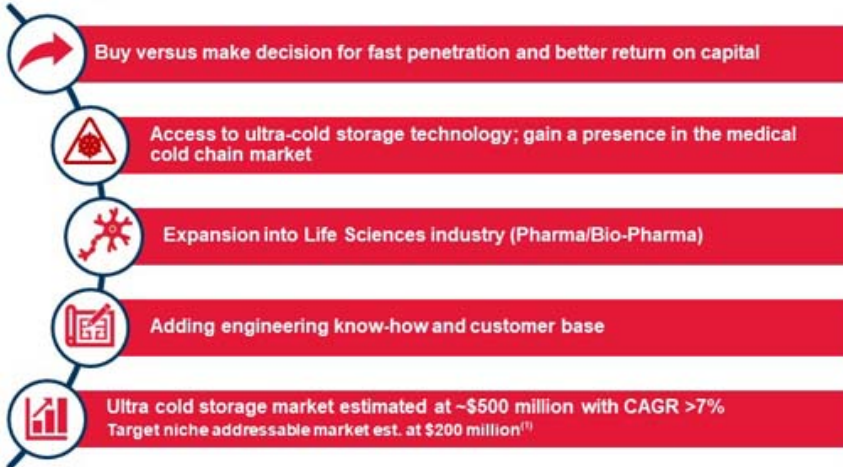 Buy versus make decision for fast penetration and better return on capital
Access to ultra-cold storage technology; gain a presence in the medical
cold chain market
Expansion into Life Sciences industry (Pharma/Bio-Pharma)
Adding engineering know-how and customer base
Ultra cold storage market estimated at ~$500 million with CAGR >7%
Target niche addressable market est. at $200 million(1)